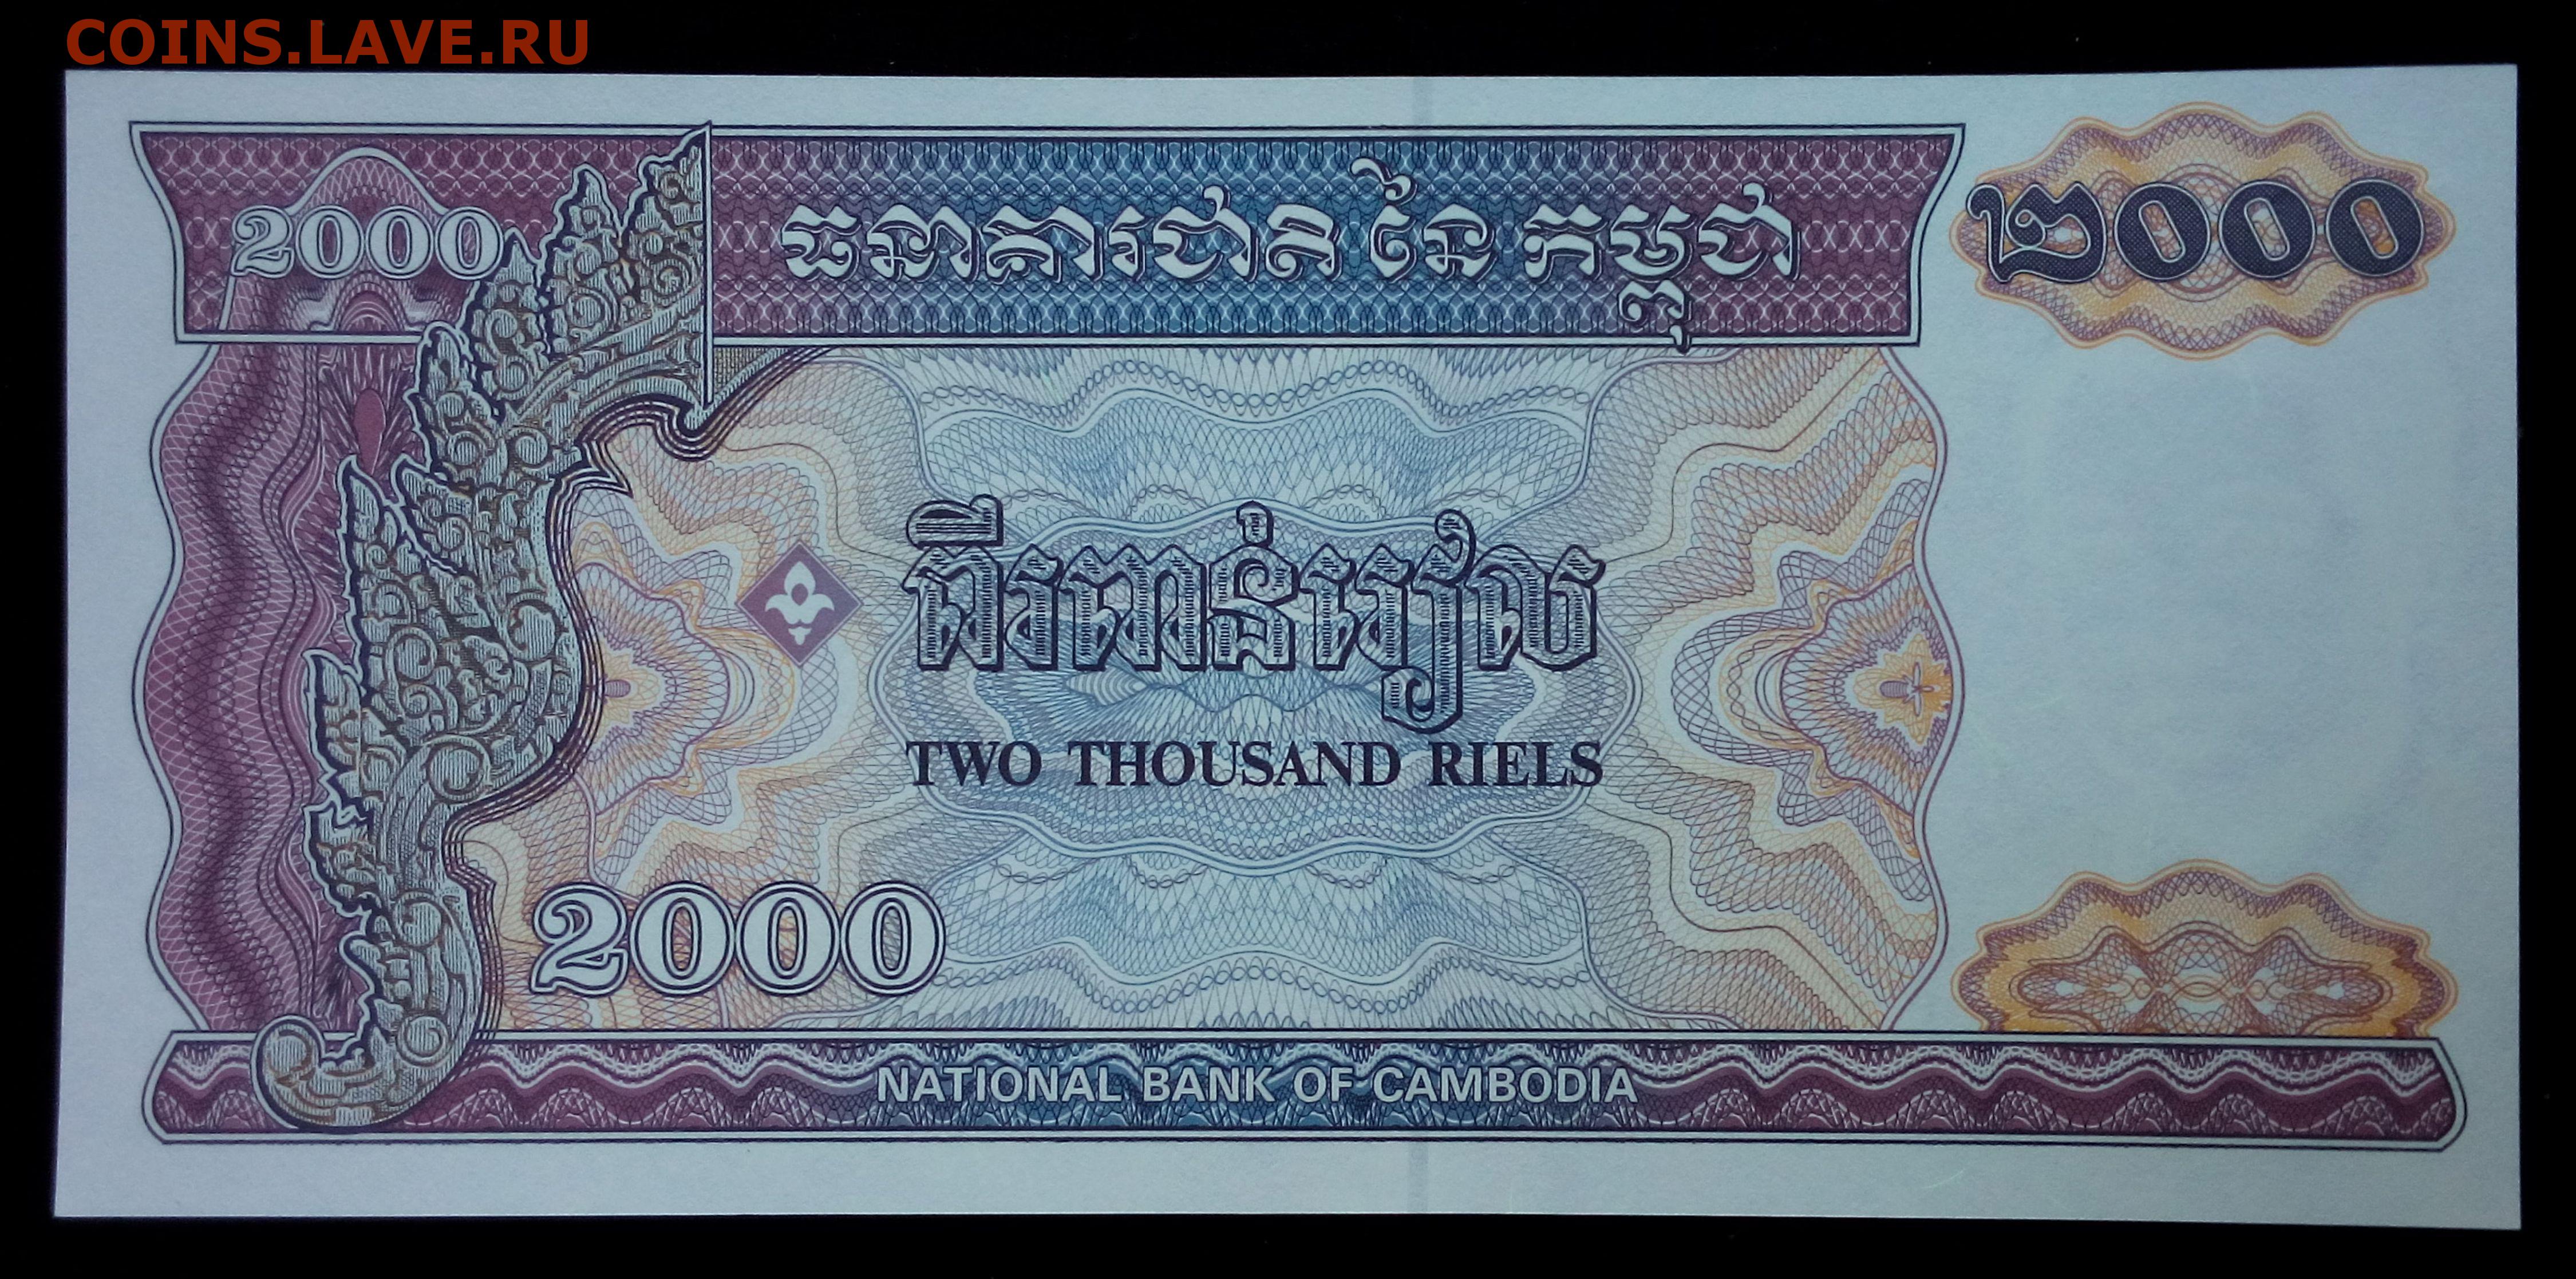 COINS.LAVE.RU
2000
ធនាគារជាតិ នៃ កម្ពុជា
២០០០
ពីរពាន់រៀល
TWO THOUSAND RIELS
2000
NATIONAL BANK OF CAMBODIA